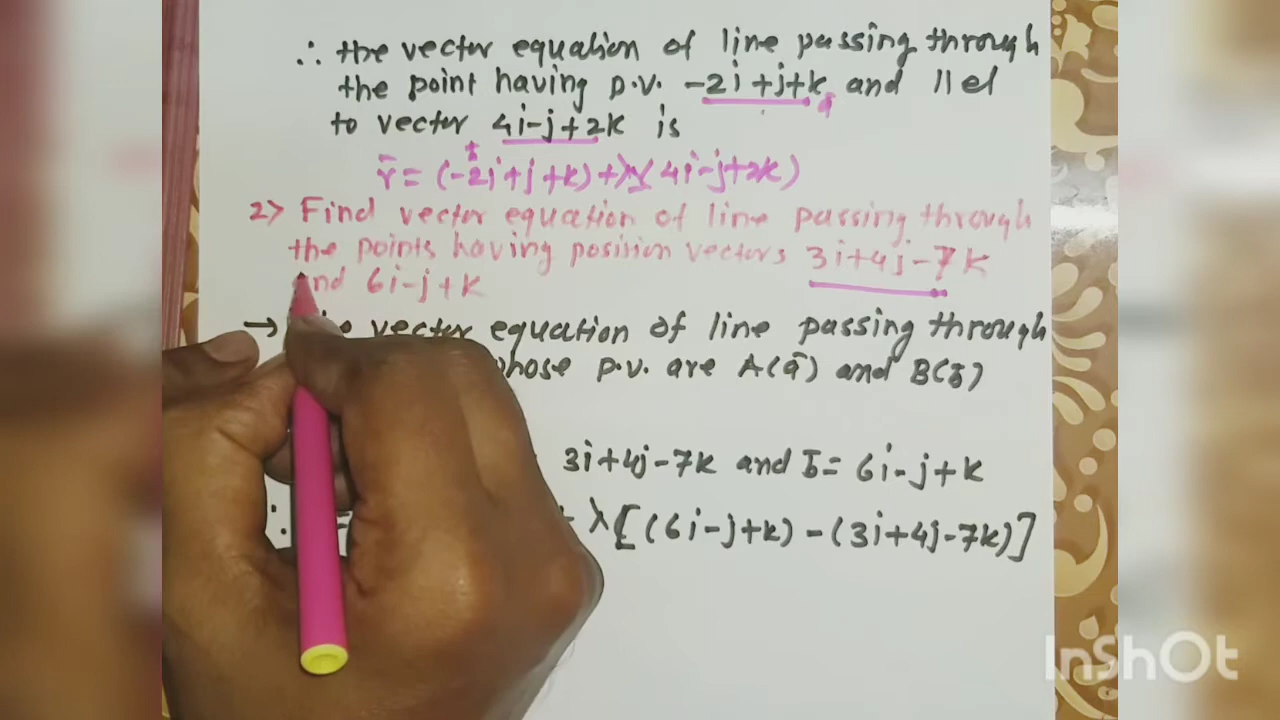 ∴ the vector equation of line passing through
the point having p.v. -2i+j+k and ||el
ā
to vector 4i-j+2k is
r̄ = (-2i+j+k)+λ(4i-j+2k)
2> Find vector equation of line passing through
the points having position vectors 3i+4j-7k
and 6i-j+k
→ vector equation of line passing through
whose p.v. are A(ā) and B(b̄)
3i+4j-7k and b̄= 6i-j+k
∴ + λ[(6i-j+k) -(3i+4j-7k)]
InShOt